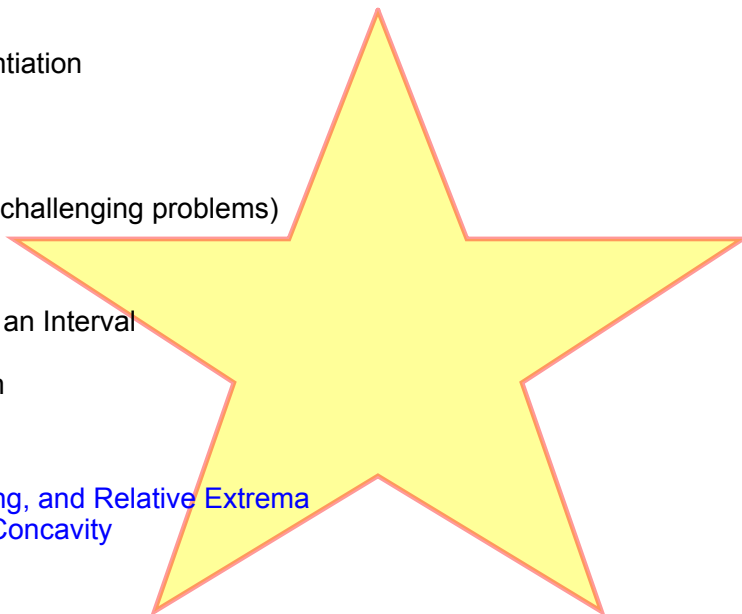 ntiation
challenging problems)
an Interval
n
ng, and Relative Extrema
Concavity